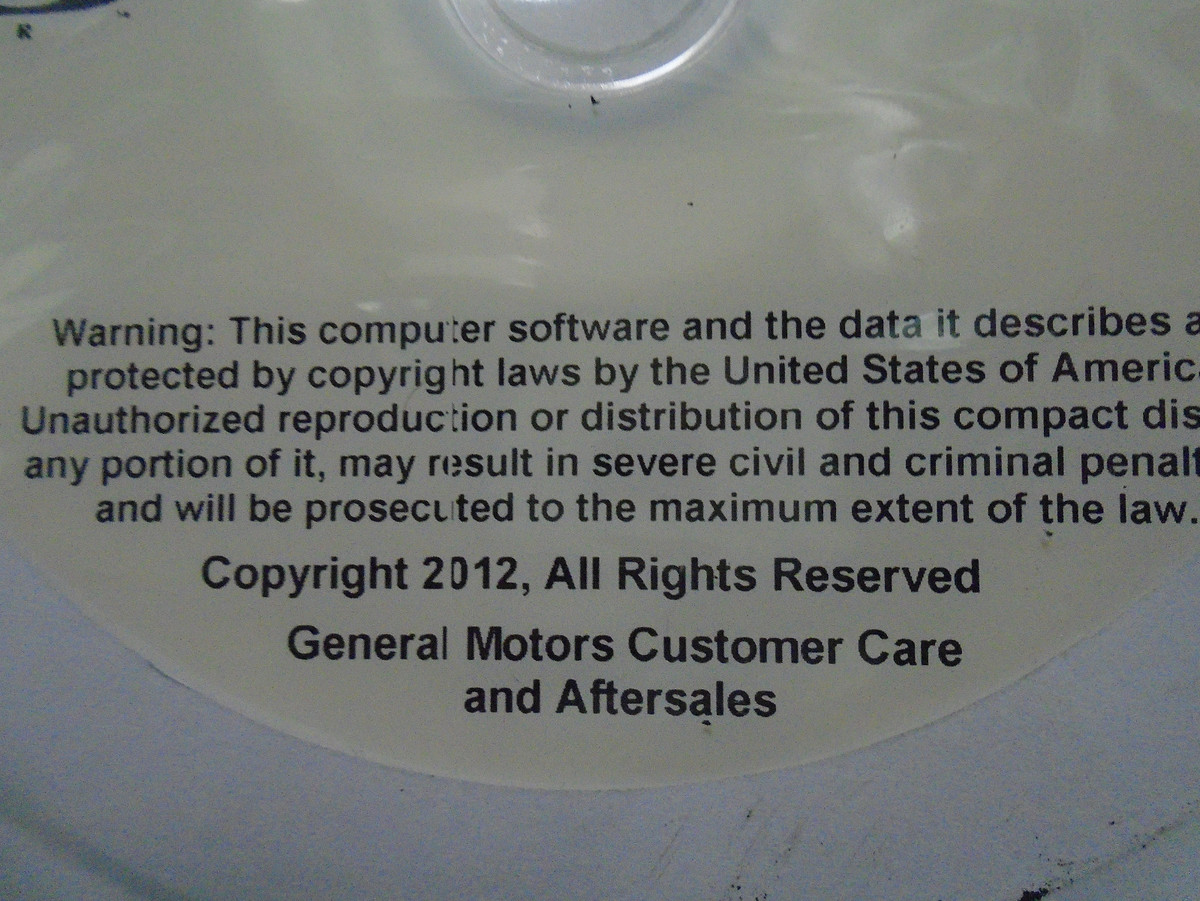 ®
Warning: This computer software and the data it describes a
protected by copyright laws by the United States of Americ
Unauthorized reproduction or distribution of this compact dis
any portion of it, may result in severe civil and criminal penalt
and will be prosecuted to the maximum extent of the law.
Copyright 2012, All Rights Reserved
General Motors Customer Care
and Aftersales